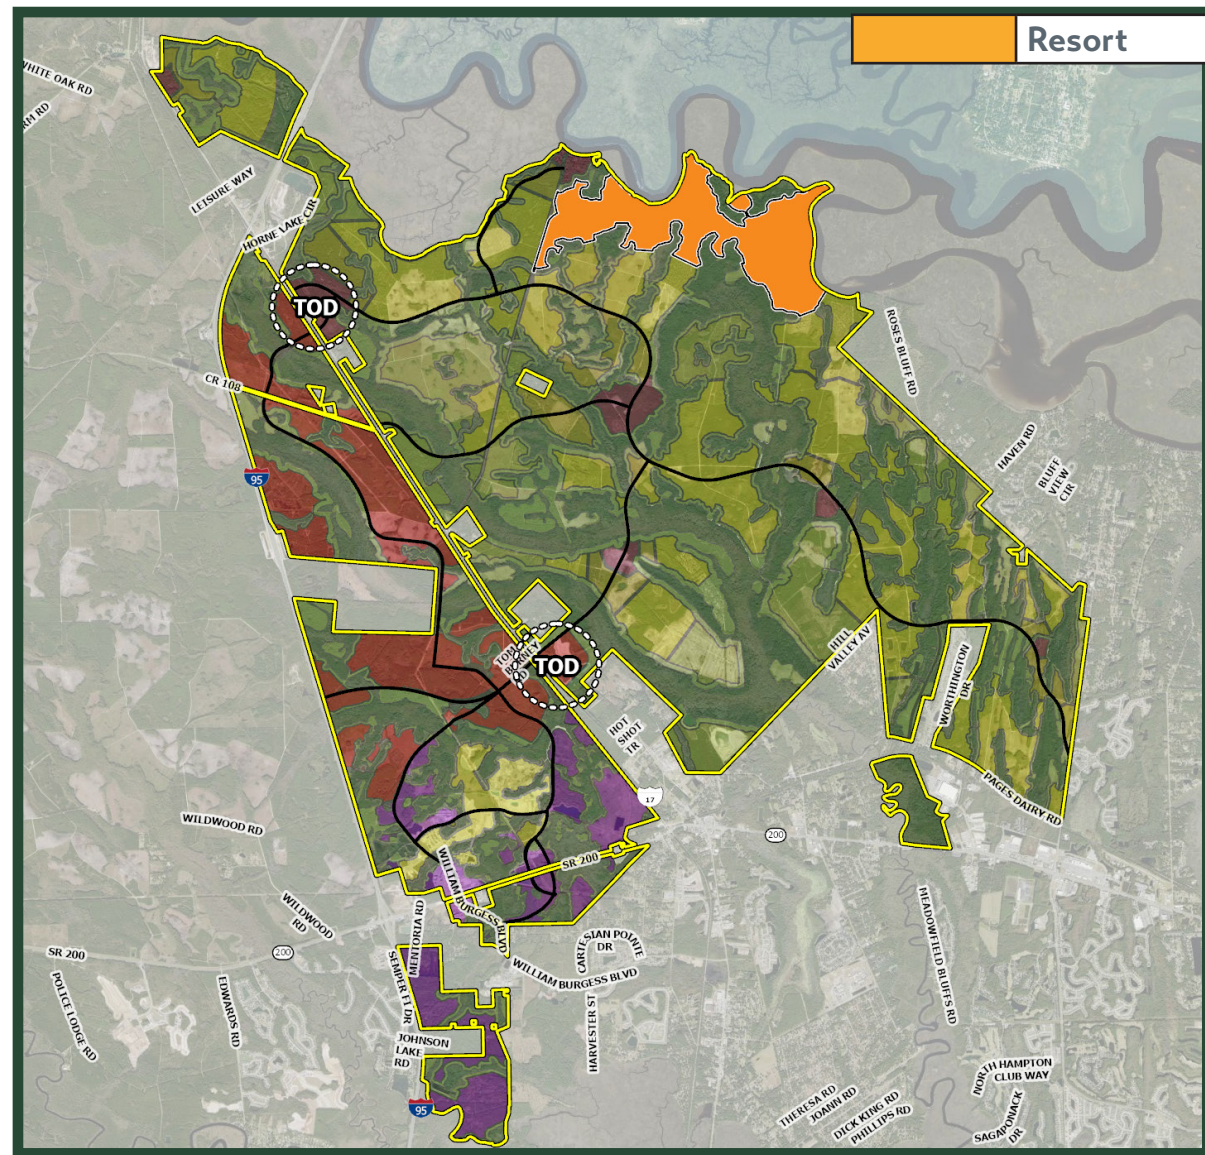 Resort
WHITE OAK RD
RM RD
LEISURE WAY
HORNE LAKE CIR
TOD
CR 108
95
ROSES BLUFF RD
HAVEN RD
BLUFF
VIEW
CIR
TOD
HILL
VALLEY AV
WORTHINGTON
DR
HOT
SHOT
TR
17
PAGES DAIRY RD
WILDWOOD RD
200
SR 200
WILLIAM BURGESS BLVD
WILDWOOD
RD
MENTORIA RD
MEADOWFIELD BLUFFS RD
SR 200
200
CARTESIAN POINTE
DR
WILLIAM BURGESS BLVD
SEMPER FI DR
POLICE LODGE RD
EDWARDS RD
HARVESTER ST
JOHNSON
LAKE
RD
NORTH HAMPTON
CLUB WAY
95
THERESA RD
JOANN RD
DICK KING RD
PHILLIPS RD
SAGAPONACK
DR